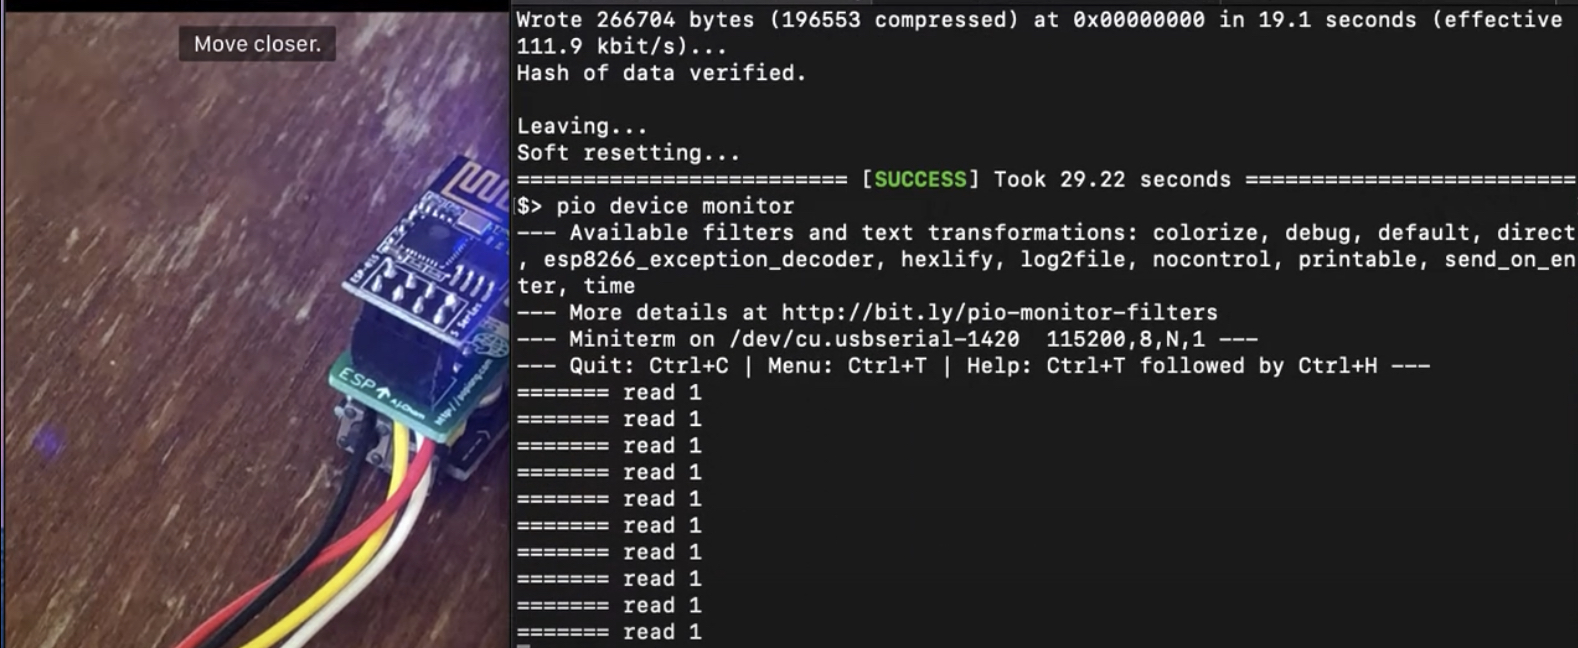 Move closer.
Wrote 266704 bytes (196553 compressed) at 0x00000000 in 19.1 seconds (effective
111.9 kbit/s)...
Hash of data verified.
Leaving...
Soft resetting...
========================= [SUCCESS] Took 29.22 seconds =========================
$> pio device monitor
--- Available filters and text transformations: colorize, debug, default, direct
, esp8266_exception_decoder, hexlify, log2file, nocontrol, printable, send_on_en
ter, time
--- More details at http://bit.ly/pio-monitor-filters
--- Miniterm on /dev/cu.usbserial-1420  115200,8,N,1 ---
--- Quit: Ctrl+C | Menu: Ctrl+T | Help: Ctrl+T followed by Ctrl+H ---
======= read 1
======= read 1
======= read 1
======= read 1
======= read 1
======= read 1
======= read 1
======= read 1
======= read 1
======= read 1
ESP